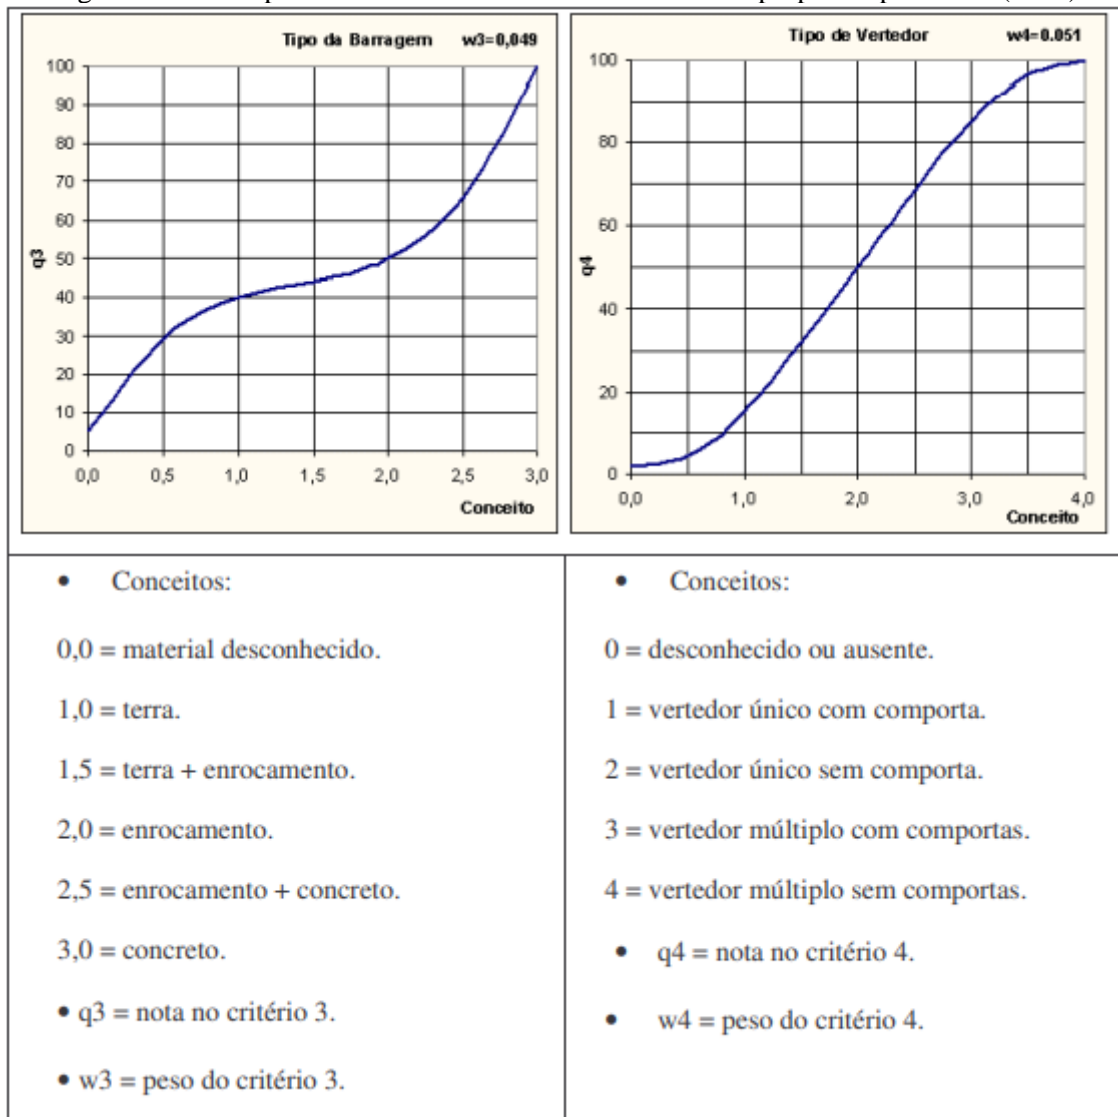 Tipo da Barragem w3=0,049
100
90
80
70
60
50
40
30
20
10
0
q3
0,0 0,5 1,0 1,5 2,0 2,5 3,0
Conceito
Tipo de Vertedor w4=0.051
100
80
60
40
20
0
q4
0,0 1,0 2,0 3,0 4,0
Conceito
• Conceitos:
0,0 = material desconhecido.
1,0 = terra.
1,5 = terra + enrocamento.
2,0 = enrocamento.
2,5 = enrocamento + concreto.
3,0 = concreto.
• q3 = nota no critério 3.
• w3 = peso do critério 3.
• Conceitos:
0 = desconhecido ou ausente.
1 = vertedor único com comporta.
2 = vertedor único sem comporta.
3 = vertedor múltiplo com comportas.
4 = vertedor múltiplo sem comportas.
• q4 = nota no critério 4.
• w4 = peso do critério 4.